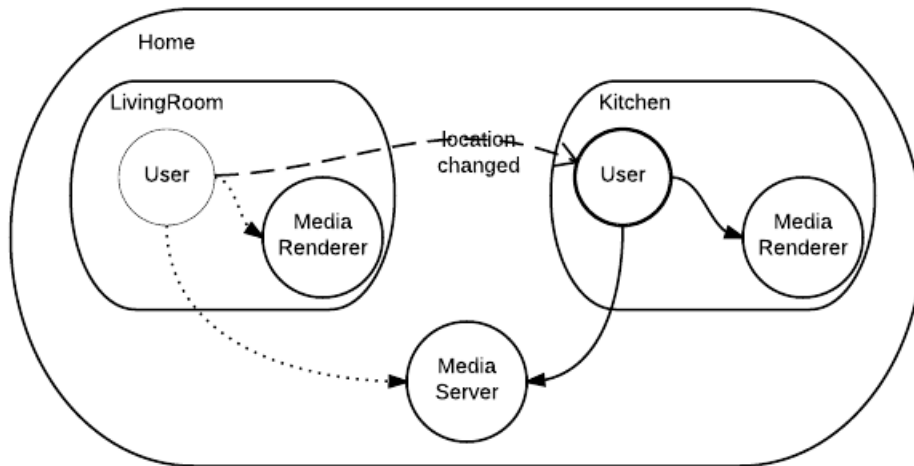 Home
LivingRoom
Kitchen
User
location
changed
User
Media
Renderer
Media
Renderer
Media
Server